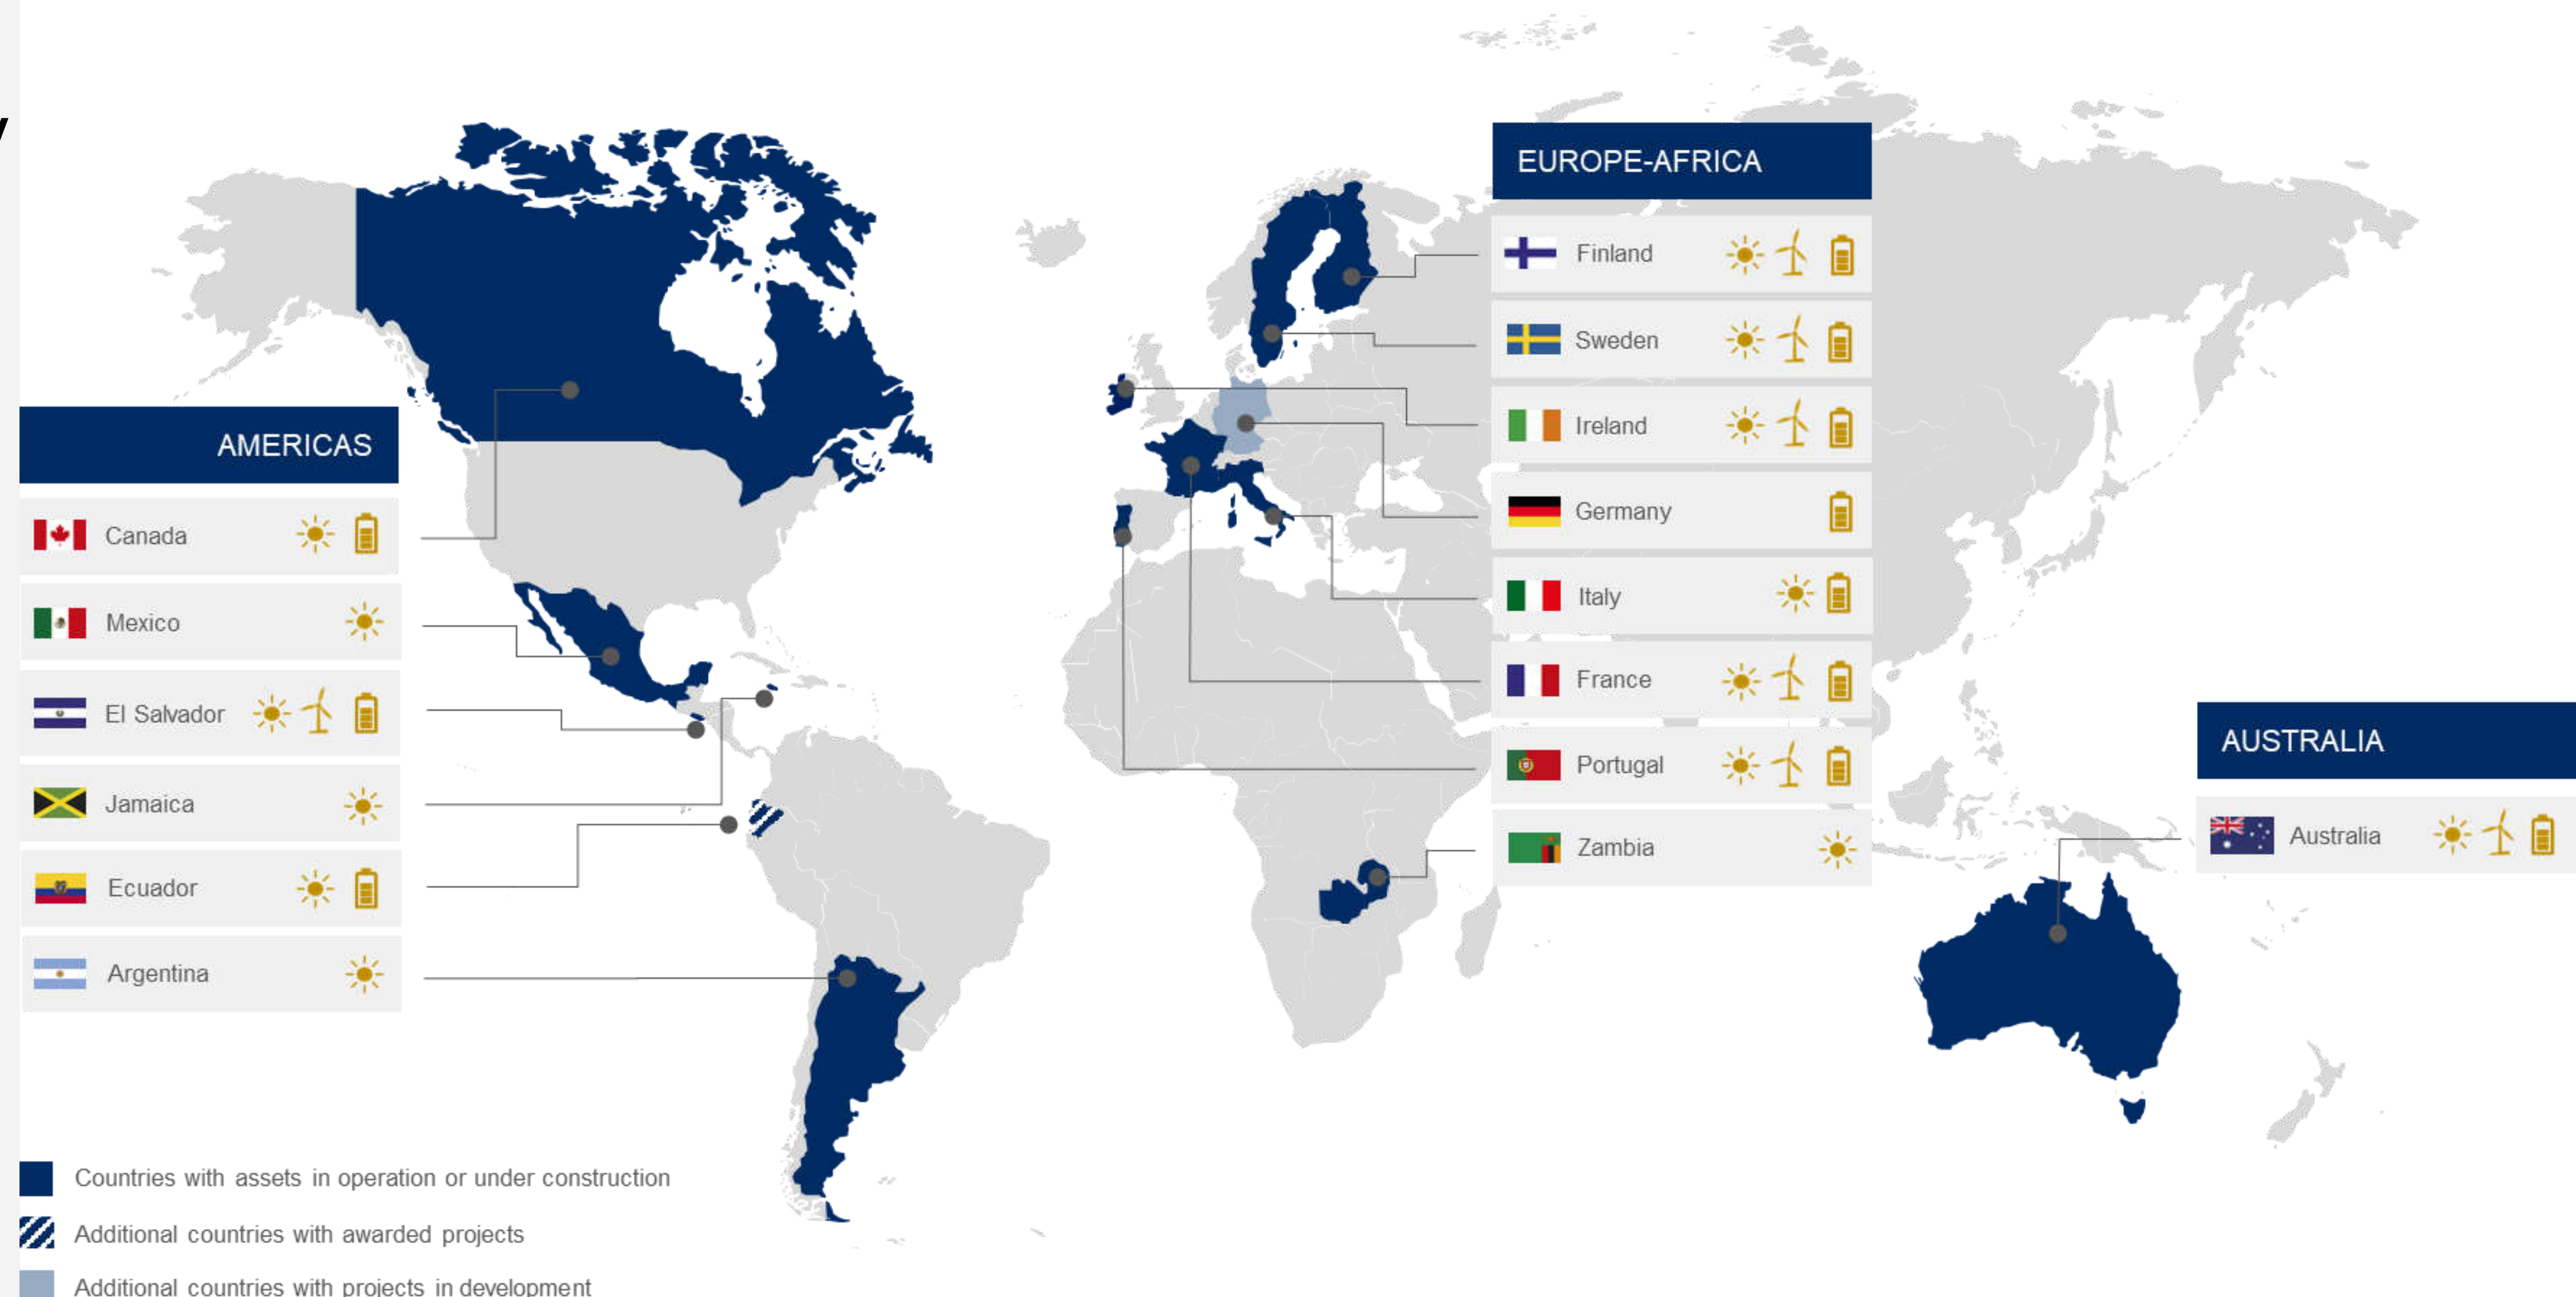 y
EUROPE-AFRICA
Finland
Sweden
Ireland
Germany
Italy
France
Portugal
Zambia
AMERICAS
Canada
Mexico
El Salvador
Jamaica
Ecuador
Argentina
AUSTRALIA
Australia
Countries with assets in operation or under construction
Additional countries with awarded projects
Additional countries with projects in development